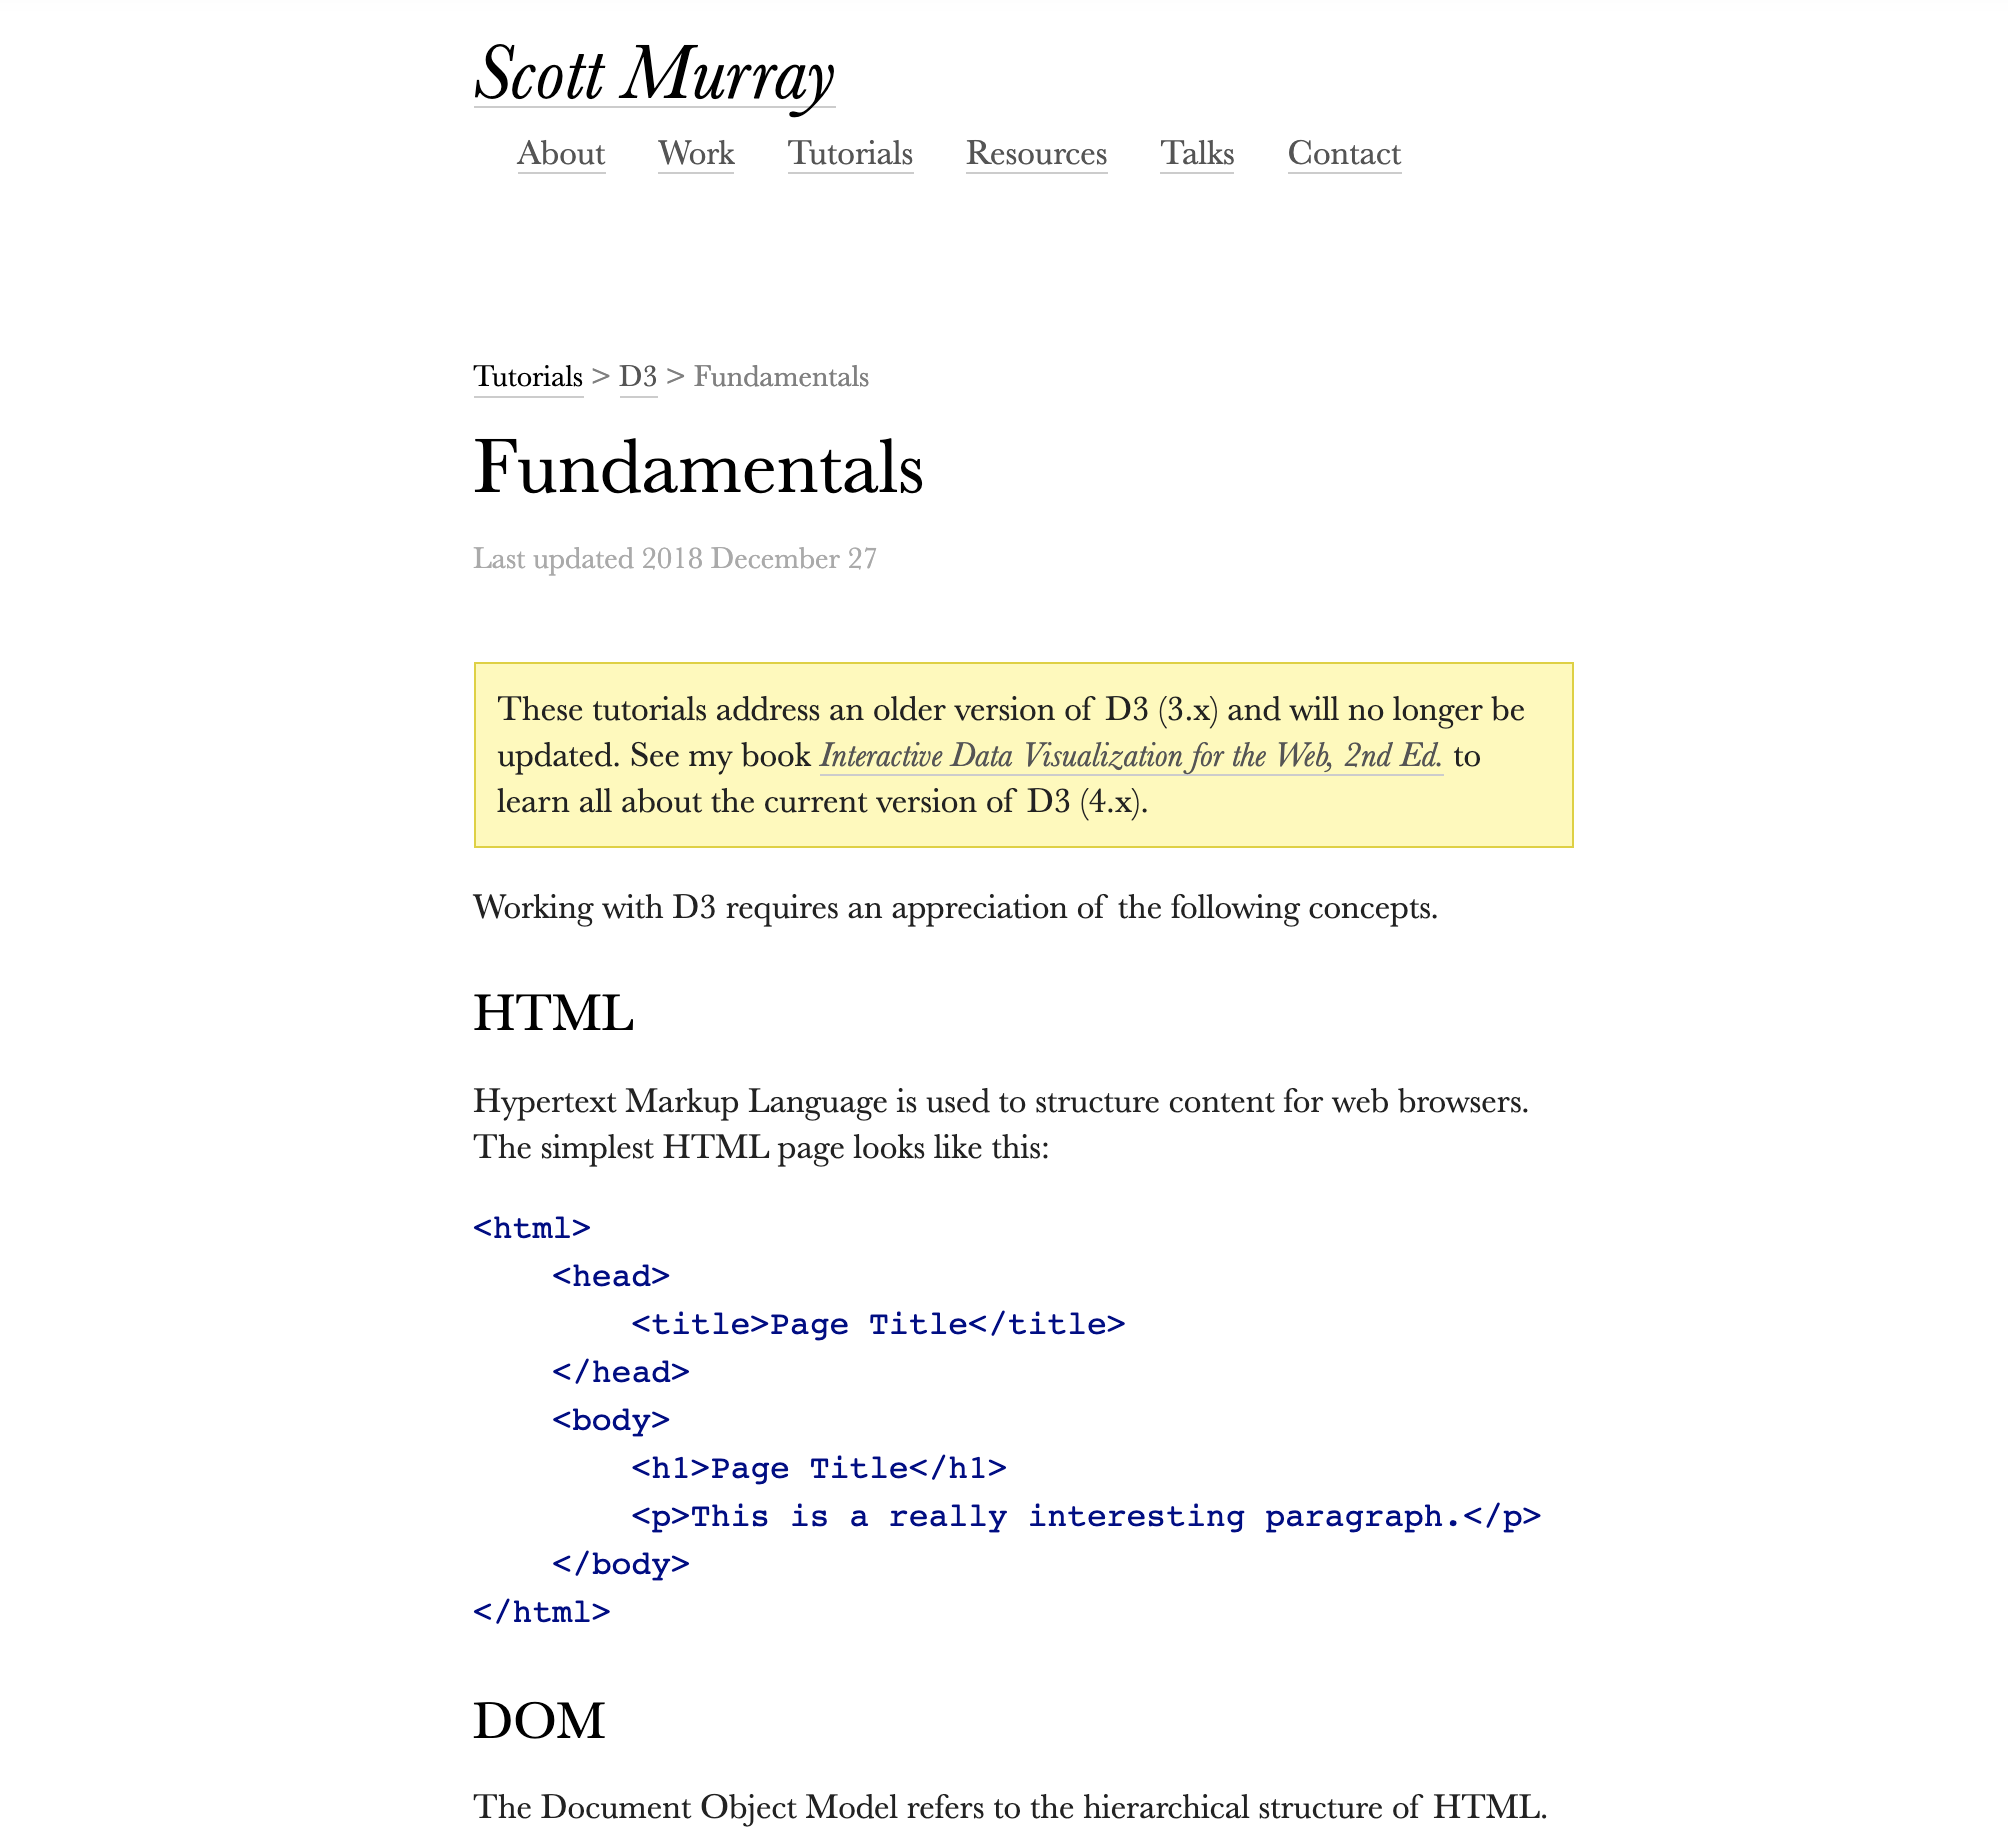 Scott Murray
About Work Tutorials Resources Talks Contact
Tutorials > D3 > Fundamentals
Fundamentals
Last updated 2018 December 27
These tutorials address an older version of D3 (3.x) and will no longer be
updated. See my book Interactive Data Visualization for the Web, 2nd Ed. to
learn all about the current version of D3 (4.x).
Working with D3 requires an appreciation of the following concepts.
HTML
Hypertext Markup Language is used to structure content for web browsers.
The simplest HTML page looks like this:
<html>
    <head>
        <title>Page Title</title>
    </head>
    <body>
        <h1>Page Title</h1>
        <p>This is a really interesting paragraph.</p>
    </body>
</html>
DOM
The Document Object Model refers to the hierarchical structure of HTML.